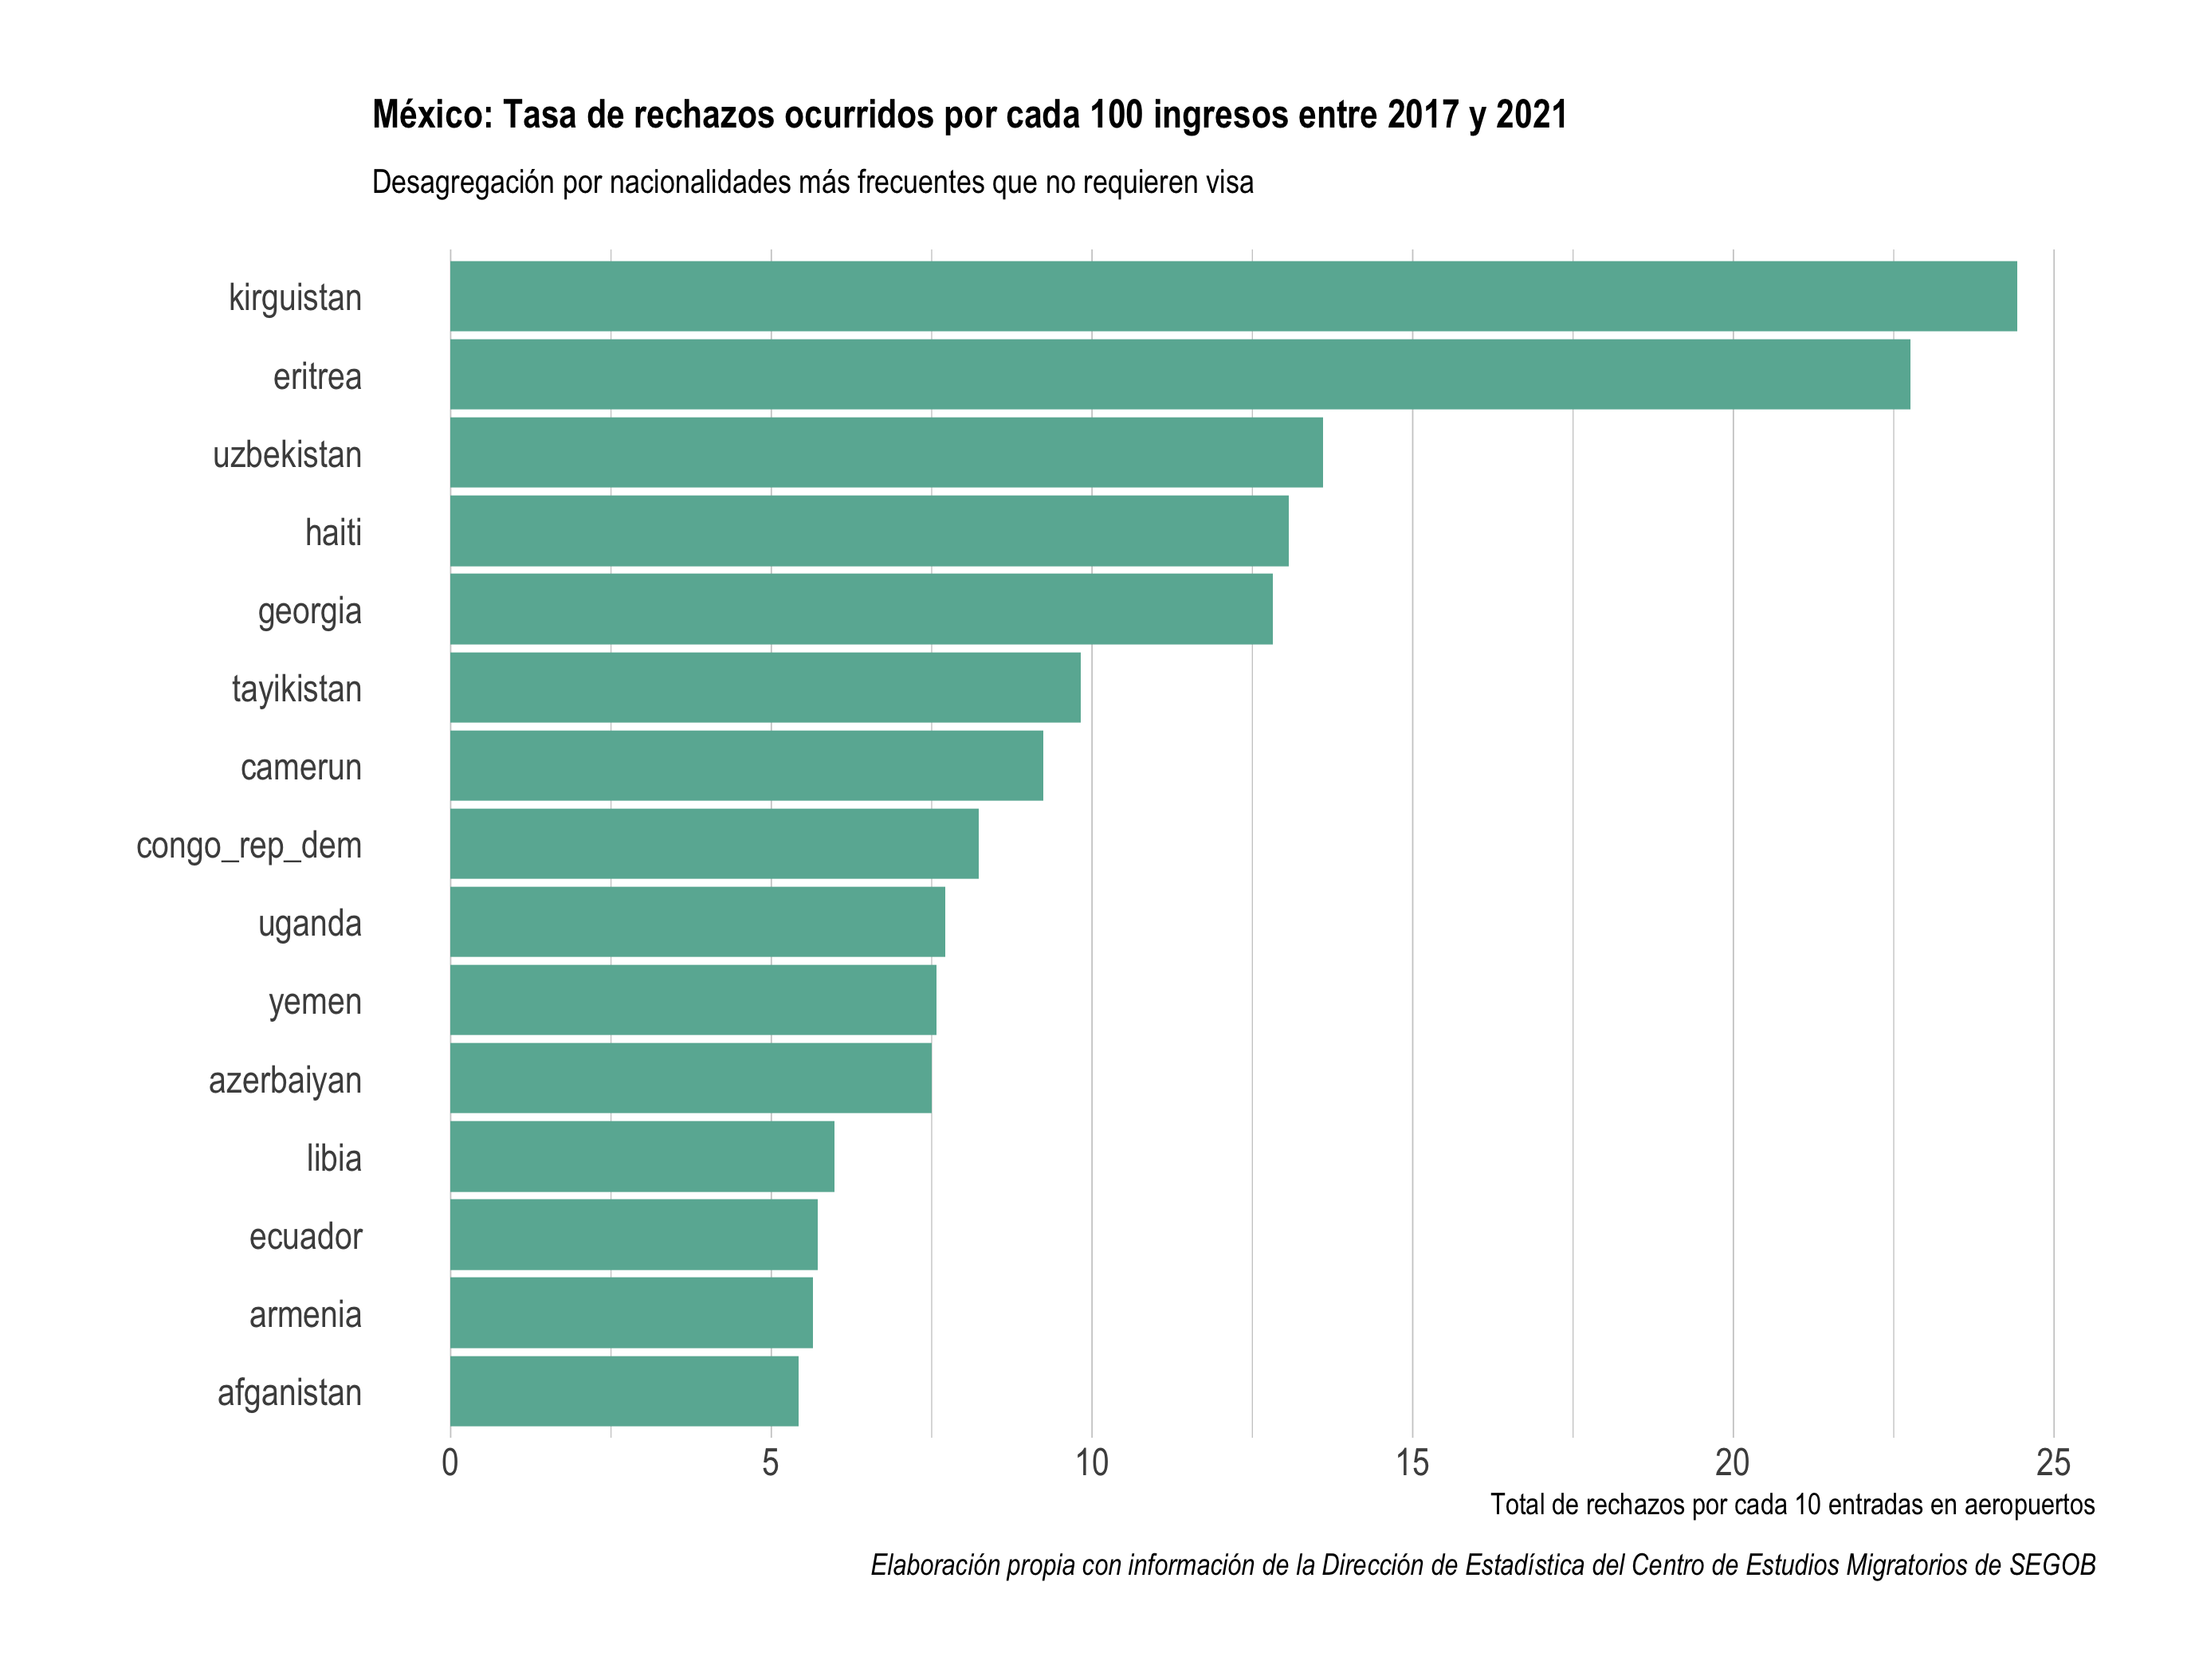 México: Tasa de rechazos ocurridos por cada 100 ingresos entre 2017 y 2021
Desagregación por nacionalidades más frecuentes que no requieren visa
kirguistan
eritrea
uzbekistan
haiti
georgia
tayikistan
camerun
congo_rep_dem
uganda
yemen
azerbaiyan
libia
ecuador
armenia
afganistan
0 5 10 15 20 25
Total de rechazos por cada 10 entradas en aeropuertos
Elaboración propia con información de la Dirección de Estadística del Centro de Estudios Migratorios de SEGOB